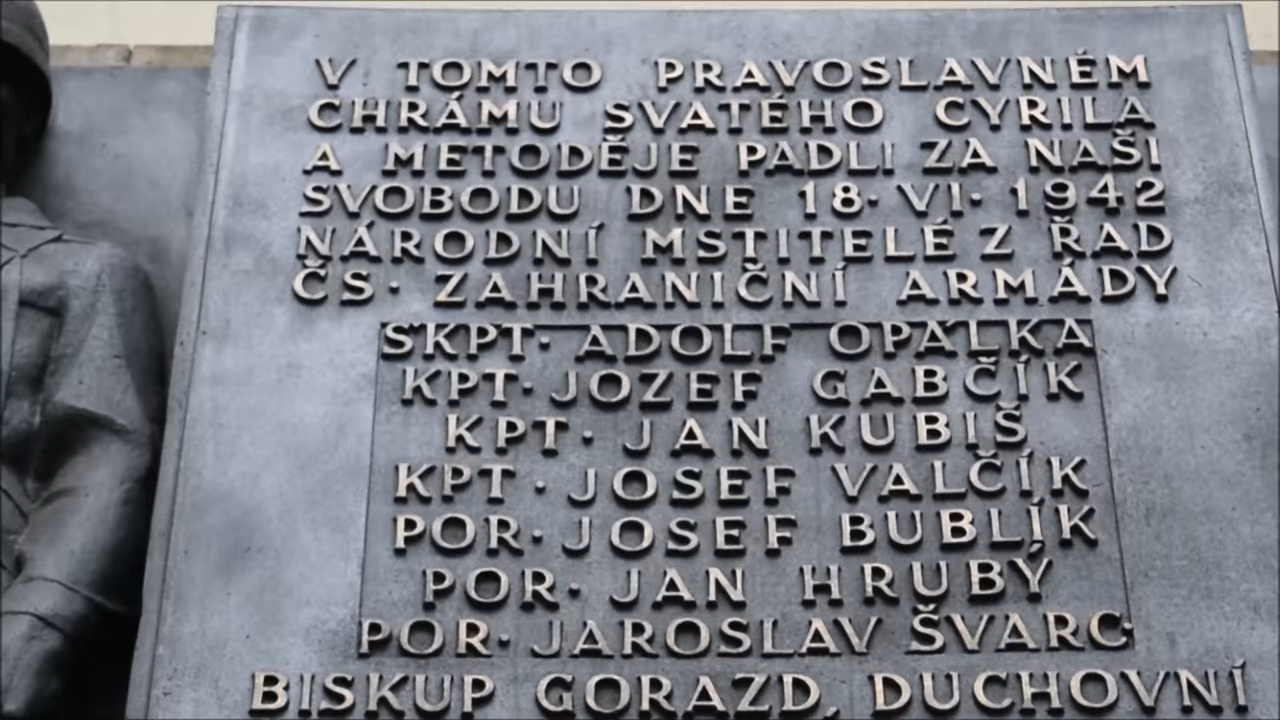 V TOMTO PRAVOSLAVNÉM
CHRÁMU SVATÉHO CYRILA
A METODĚJE PADLI ZA NAŠI
SVOBODU DNE 18· VI· 1942
NÁRODNÍ MSTITELÉ Z ŘAD
ČS· ZAHRANIČNÍ ARMÁDY
ŠKPT· ADOLF OPÁLKA
KPT· JOZEF GABČÍK
KPT· JAN KUBIŠ
KPT· JOSEF VALČÍK
POR· JOSEF BUBLÍK
POR· JAN HRUBÝ
POR· JAROSLAV ŠVARC·
BISKUP GORAZD, DUCHOVNÍ